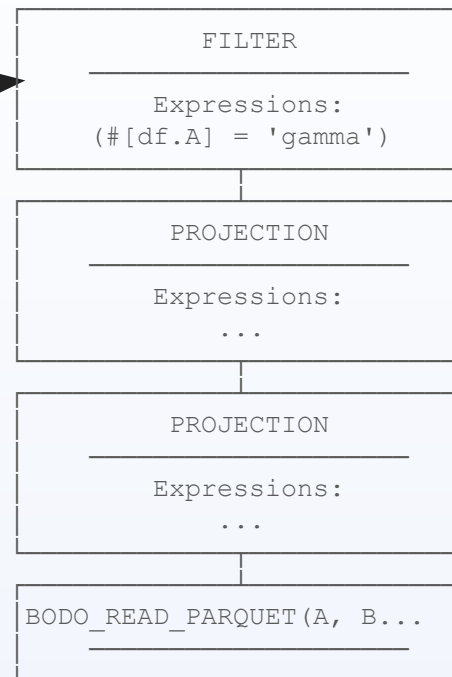 FILTER
Expressions:
(#[df.A] = 'gamma')
PROJECTION
Expressions:
...
PROJECTION
Expressions:
...
BODO_READ_PARQUET(A, B...